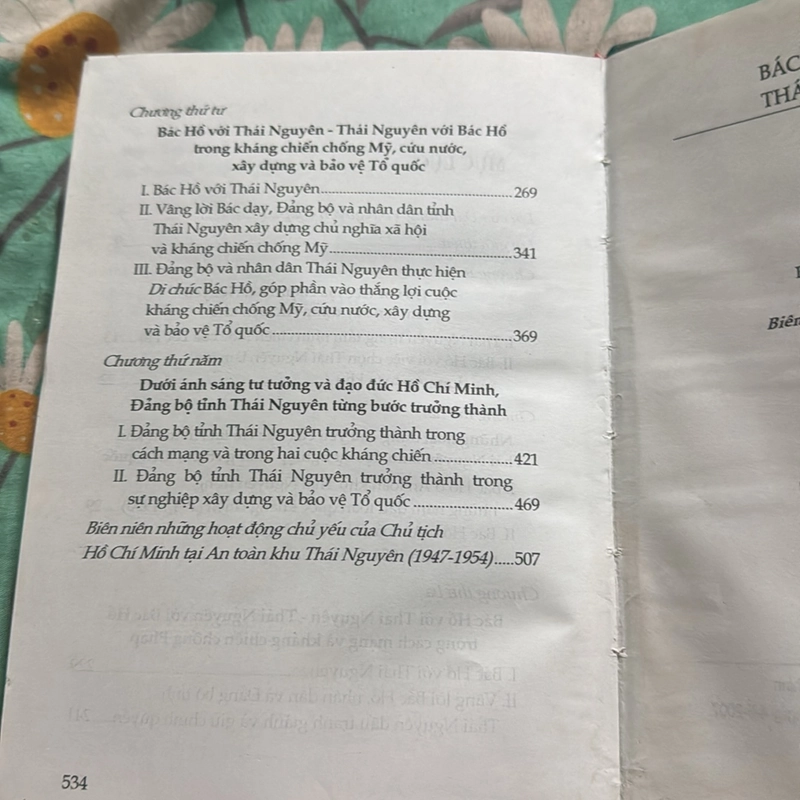 Chương thứ tư
Bác Hồ với Thái Nguyên - Thái Nguyên với Bác Hồ
trong kháng chiến chống Mỹ, cứu nước,
xây dựng và bảo vệ Tổ quốc
I. Bác Hồ với Thái Nguyên.......................................269
II. Vâng lời Bác dạy, Đảng bộ và nhân dân tỉnh
Thái Nguyên xây dựng chủ nghĩa xã hội
và kháng chiến chống Mỹ.....................................341
III. Đảng bộ và nhân dân Thái Nguyên thực hiện
Di chúc Bác Hồ, góp phần vào thắng lợi cuộc
kháng chiến chống Mỹ, cứu nước, xây dựng
và bảo vệ Tổ quốc................................................369
Chương thứ năm
Dưới ánh sáng tư tưởng và đạo đức Hồ Chí Minh,
Đảng bộ tỉnh Thái Nguyên từng bước trưởng thành
I. Đảng bộ tỉnh Thái Nguyên trưởng thành trong
cách mạng và trong hai cuộc kháng chiến................421
II. Đảng bộ tỉnh Thái Nguyên trưởng thành trong
sự nghiệp xây dựng và bảo vệ Tổ quốc....................469
Biên niên những hoạt động chủ yếu của Chủ tịch
Hồ Chí Minh tại An toàn khu Thái Nguyên (1947-1954).....507
534
BÁC
THÁ
Biên